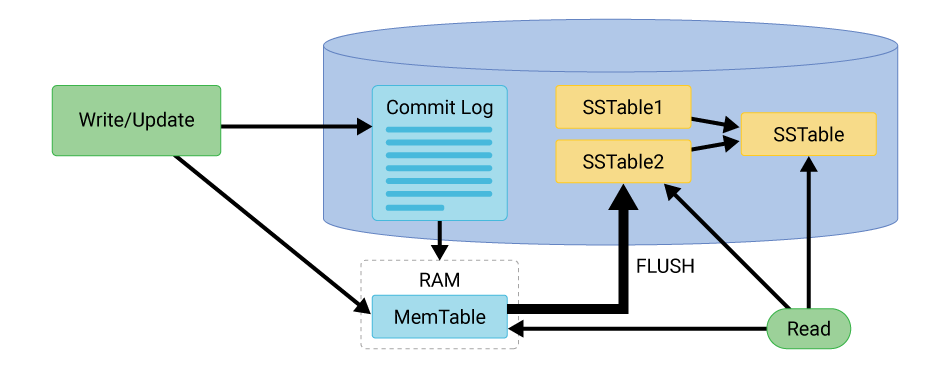 Write/Update
Commit Log
SSTable1
SSTable2
SSTable
RAM
MemTable
FLUSH
Read